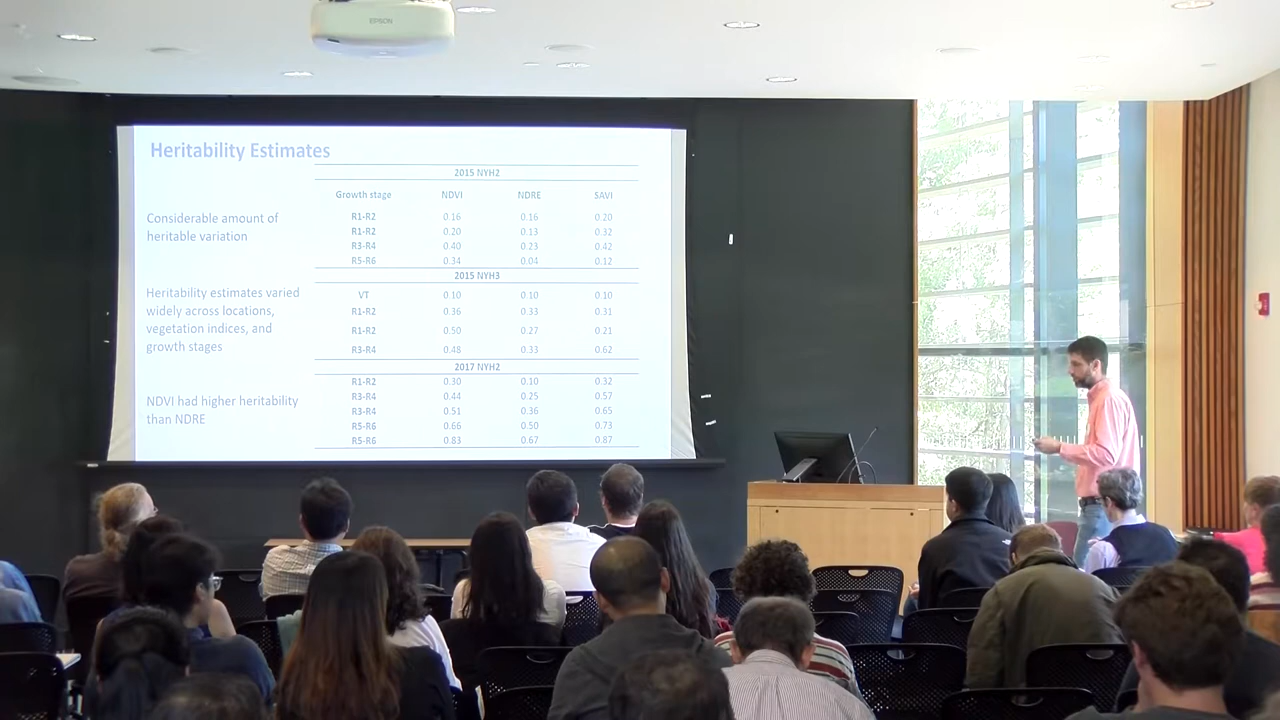 EPSON
Heritability Estimates
2015 NYH2
Growth stage NDVI NDRE SAVI
R1-R2 0.16 0.16 0.20
R1-R2 0.20 0.13 0.32
R3-R4 0.40 0.23 0.42
R5-R6 0.34 0.04 0.12
2015 NYH3
VT 0.10 0.10 0.10
R1-R2 0.36 0.33 0.31
R1-R2 0.50 0.27 0.21
R3-R4 0.48 0.33 0.62
2017 NYH2
R1-R2 0.30 0.10 0.32
R3-R4 0.44 0.25 0.57
R3-R4 0.51 0.36 0.65
R5-R6 0.66 0.50 0.73
R5-R6 0.83 0.67 0.87
Considerable amount of
heritable variation
Heritability estimates varied
widely across locations,
vegetation indices, and
growth stages
NDVI had higher heritability
than NDRE